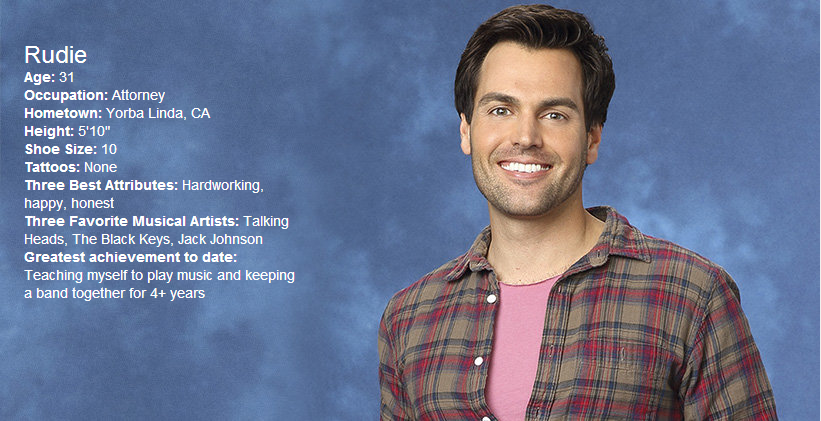 Rudie
Age: 31
Occupation: Attorney
Hometown: Yorba Linda, CA
Height: 5'10"
Shoe Size: 10
Tattoos: None
Three Best Attributes: Hardworking,
happy, honest
Three Favorite Musical Artists: Talking
Heads, The Black Keys, Jack Johnson
Greatest achievement to date:
Teaching myself to play music and keeping
a band together for 4+ years